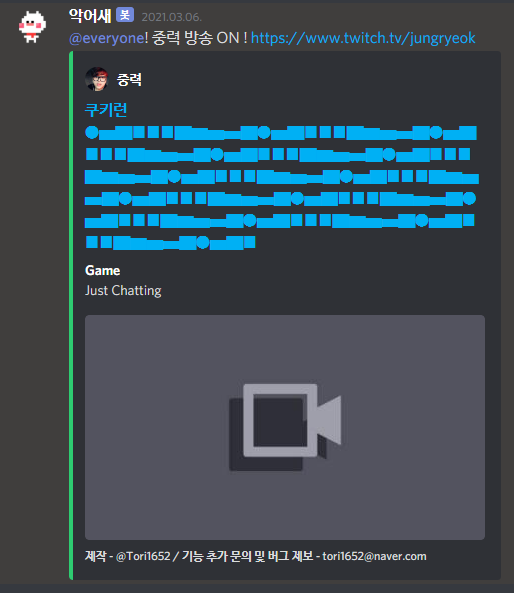 악어새 봇 2021.03.06.
@everyone! 중력 방송 ON ! https://www.twitch.tv/jungryeok
중력
쿠키런
Game
Just Chatting
제작 - @Tori1652 / 기능 추가 문의 및 버그 제보 - tori1652@naver.com